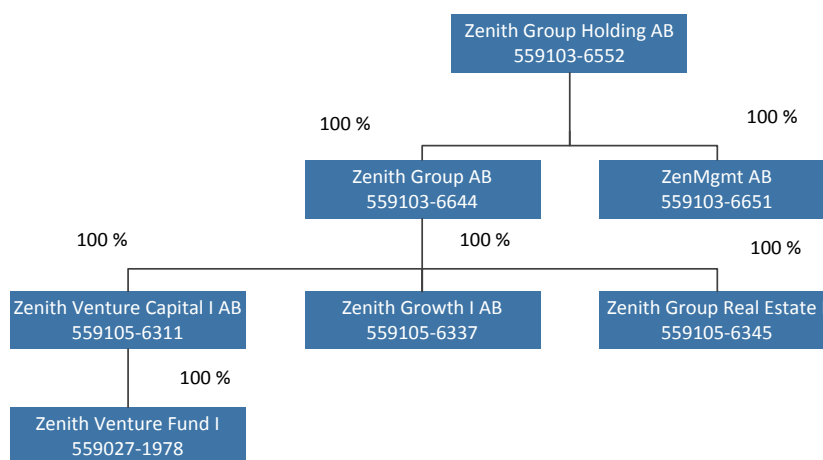 Zenith Group Holding AB
559103-6552
100 %
100 %
Zenith Group AB
559103-6644
ZenMgmt AB
559103-6651
100 %
100 %
100 %
Zenith Venture Capital I AB
559105-6311
Zenith Growth I AB
559105-6337
Zenith Group Real Estate
559105-6345
100 %
Zenith Venture Fund I
559027-1978